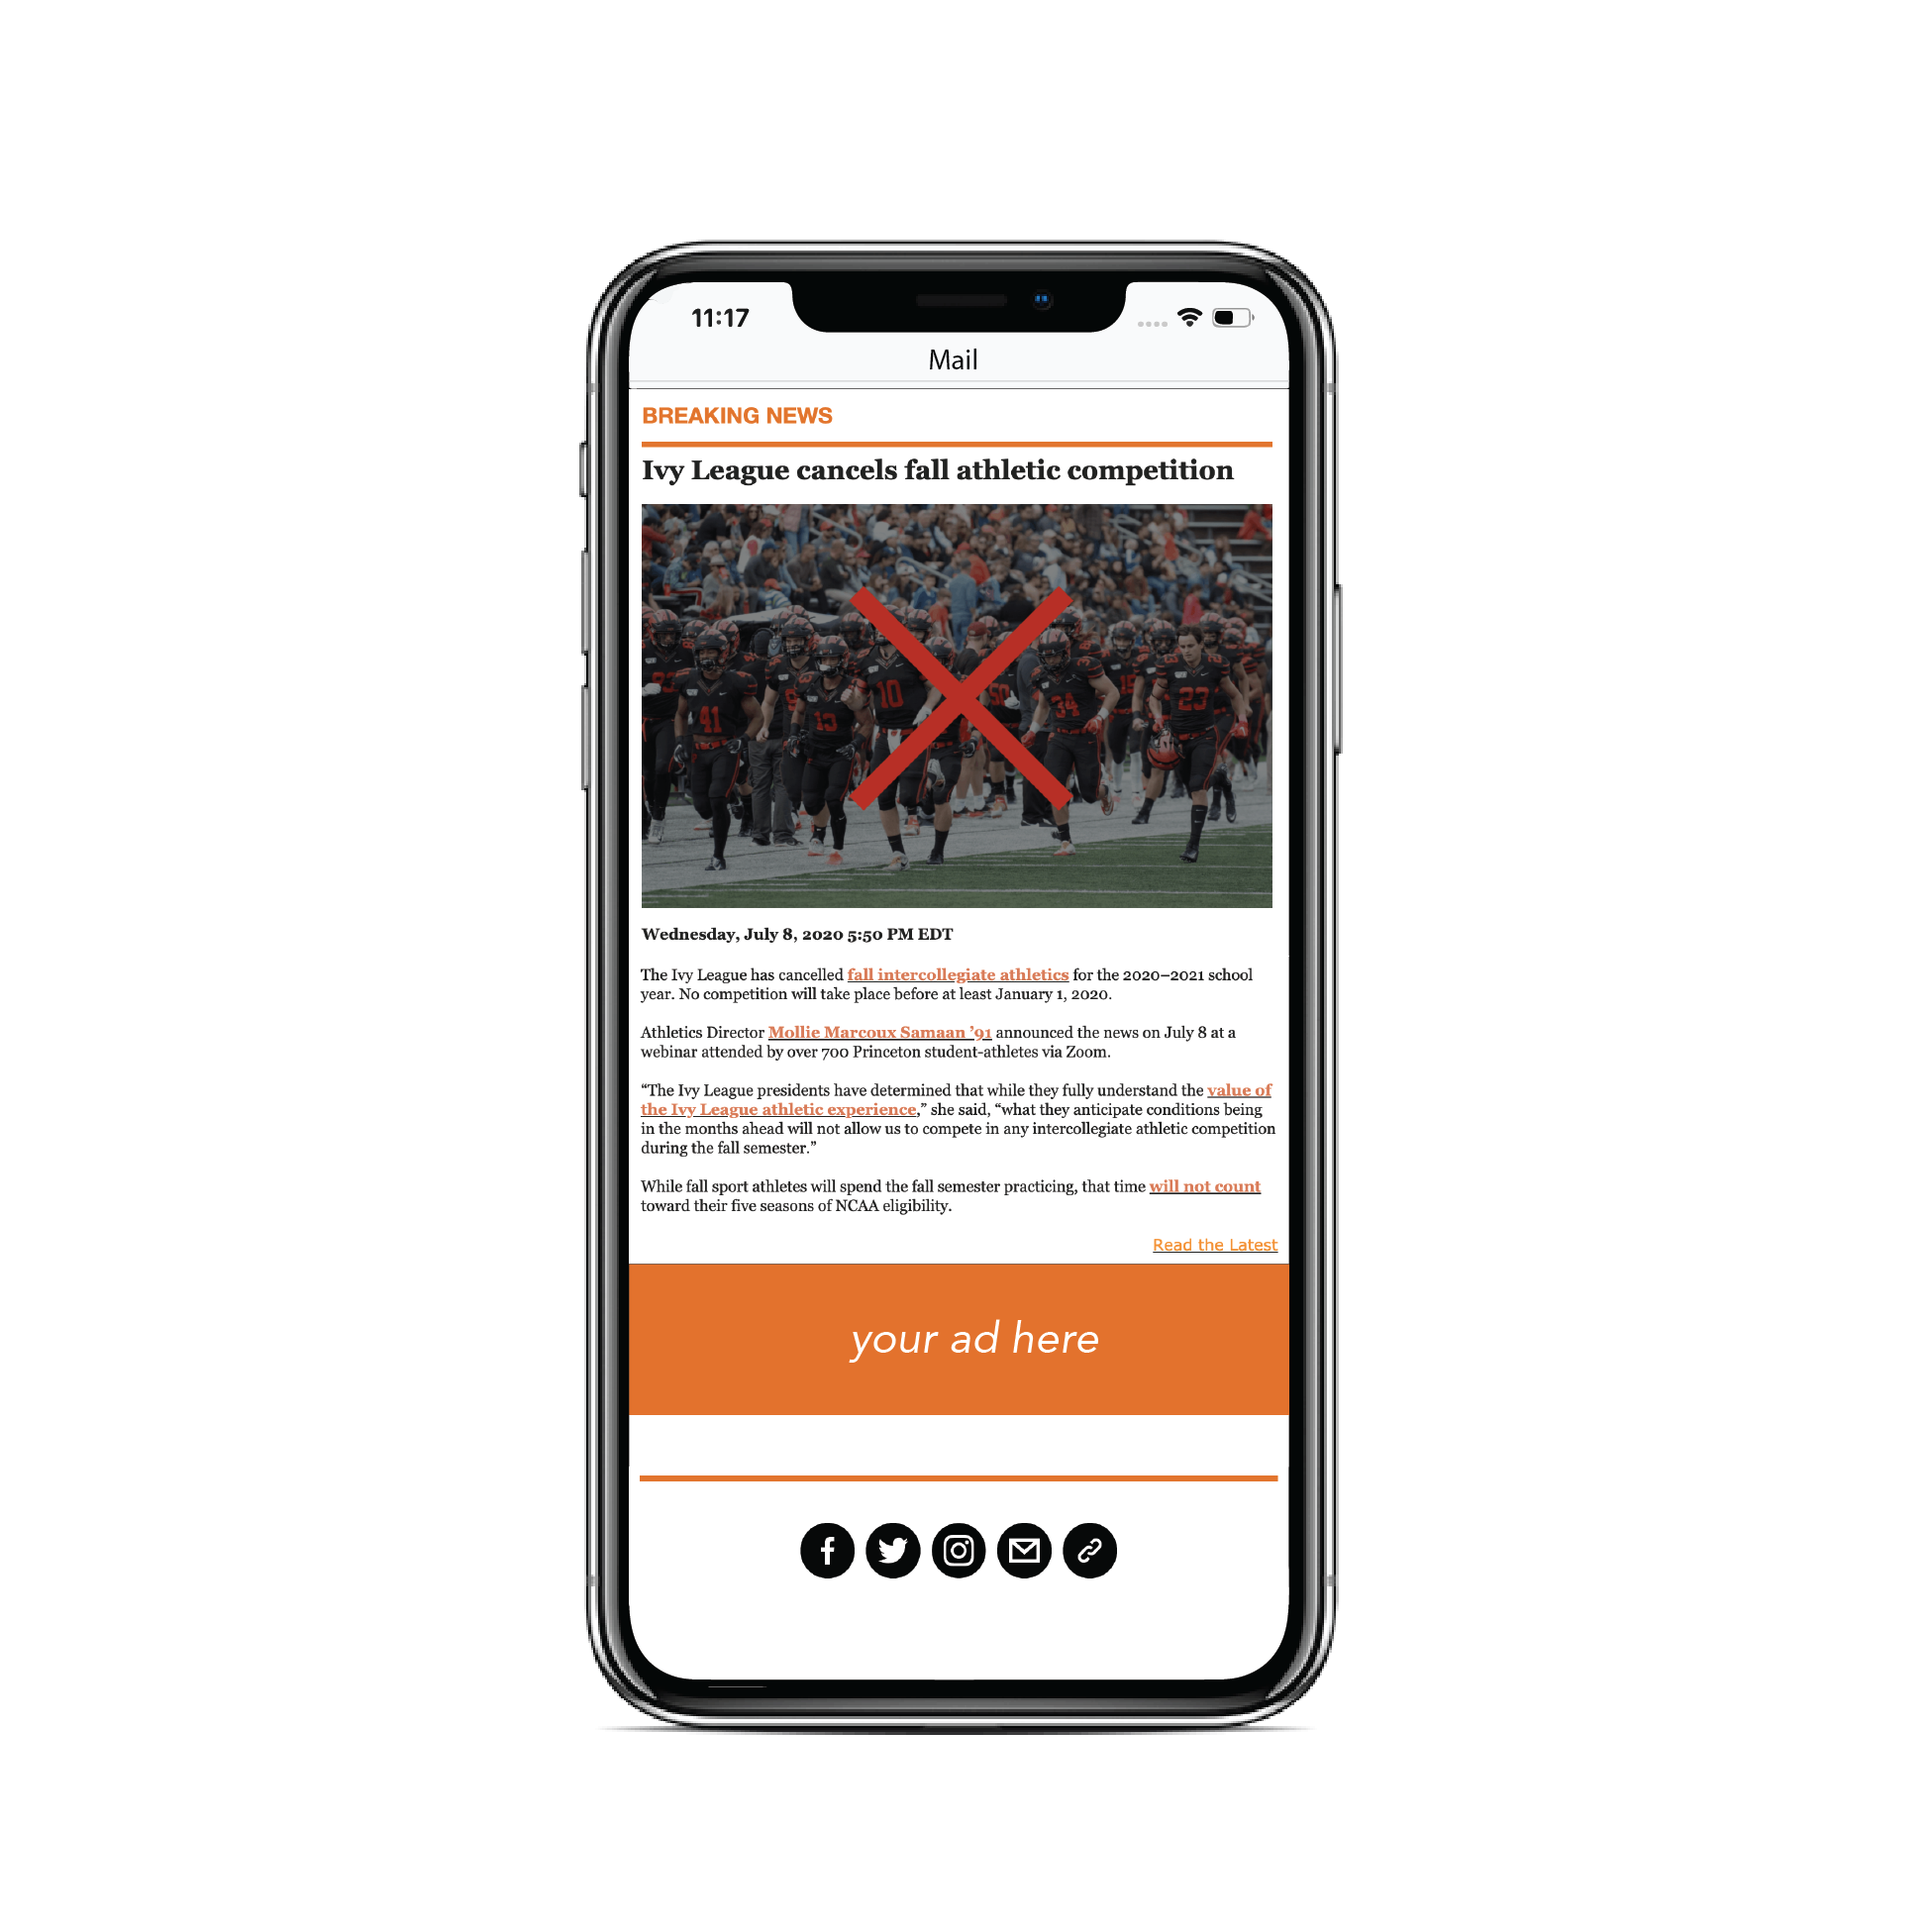 11:17
Mail
BREAKING NEWS
Ivy League cancels fall athletic competition
41
13
10
50
34
15
23
Wednesday, July 8, 2020 5:50 PM EDT
The Ivy League has cancelled fall intercollegiate athletics for the 2020–2021 school
year. No competition will take place before at least January 1, 2020.
Athletics Director Mollie Marcoux Samaan ’91 announced the news on July 8 at a
webinar attended by over 700 Princeton student-athletes via Zoom.
“The Ivy League presidents have determined that while they fully understand the value of
the Ivy League athletic experience,” she said, “what they anticipate conditions being
in the months ahead will not allow us to compete in any intercollegiate athletic competition
during the fall semester.”
While fall sport athletes will spend the fall semester practicing, that time will not count
toward their five seasons of NCAA eligibility.
Read the Latest
your ad here